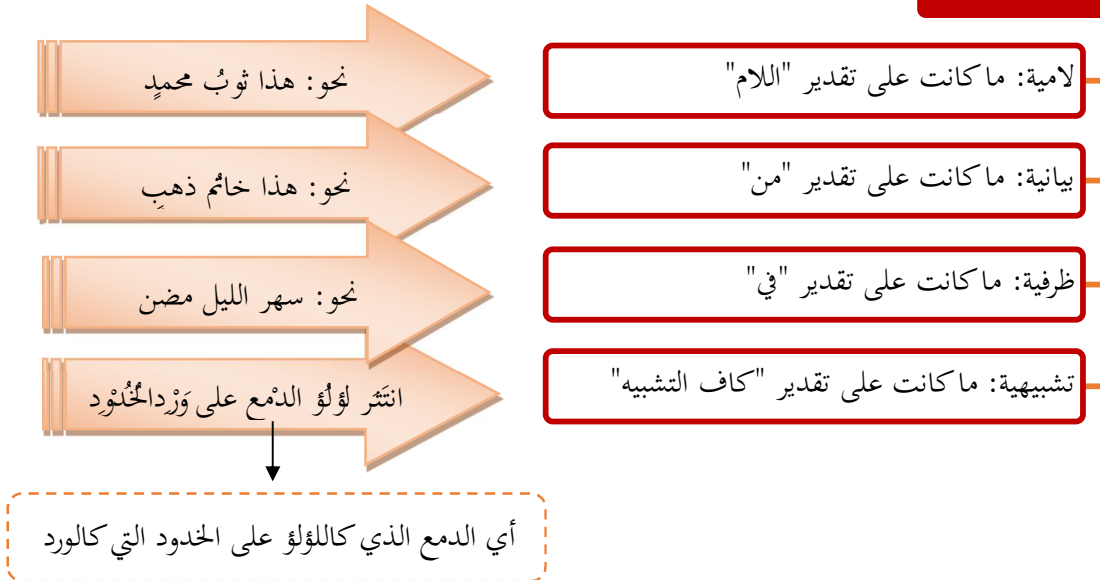 لامية: ما كانت على تقدير "اللام"
نحو: هذا ثوبُ محمدٍ
بيانية: ما كانت على تقدير "من"
نحو: هذا خاتمُ ذهبٍ
ظرفية: ما كانت على تقدير "في"
نحو: سهر الليل مضن
تشبيهية: ما كانت على تقدير "كاف التشبيه"
انتَثَر لؤلُؤ الدمْع على وَرْدِالخُدُوْدِ
أي الدمع الذي كاللؤلؤ على الخدود التي كالورد